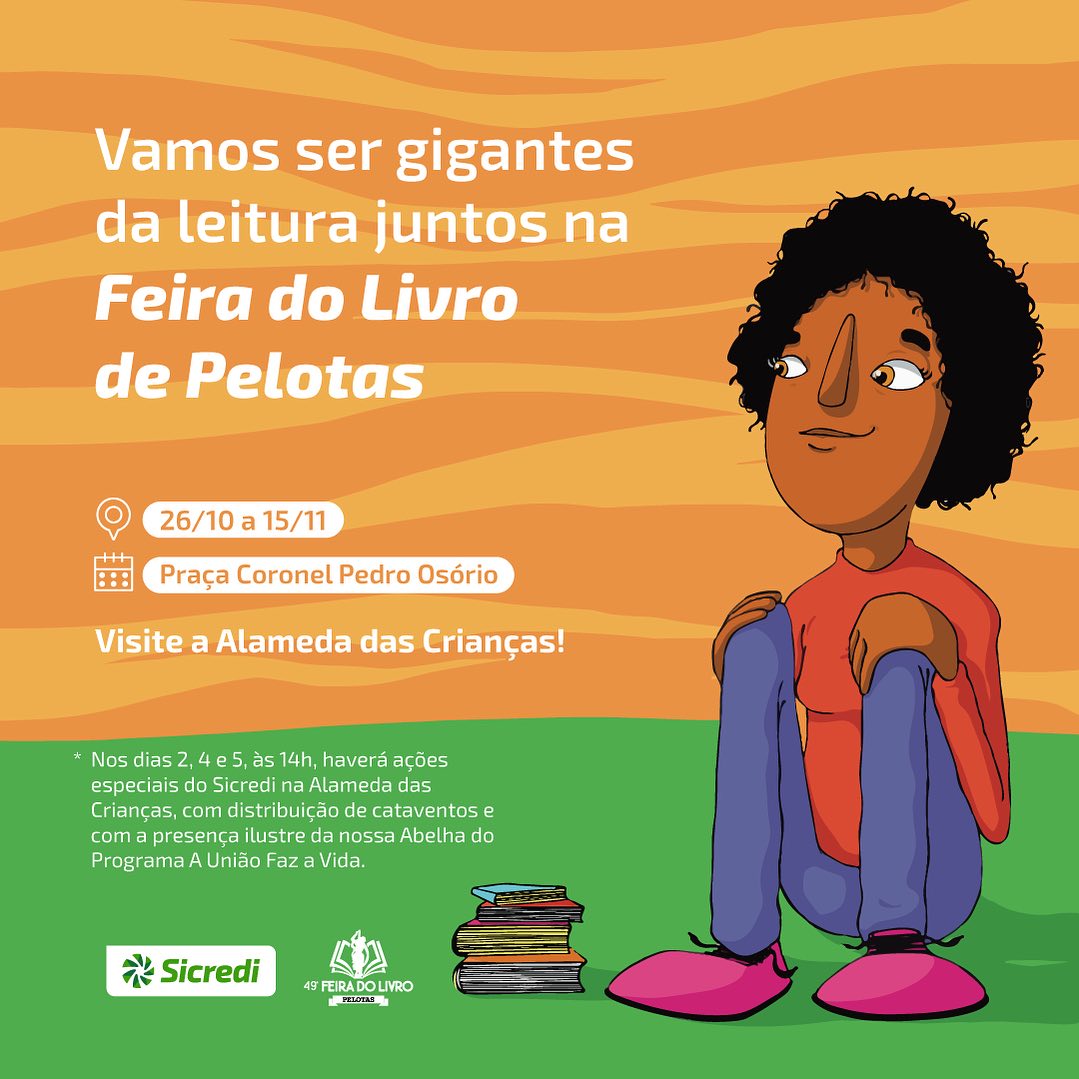 Vamos ser gigantes
da leitura juntos na
Feira do Livro
de Pelotas
26/10 a 15/11
Praça Coronel Pedro Osório
Visite a Alameda das Crianças!
* Nos dias 2, 4 e 5, às 14h, haverá ações
especiais do Sicredi na Alameda das
Crianças, com distribuição de cataventos e
com a presença ilustre da nossa Abelha do
Programa A União Faz a Vida.
Sicredi
49ª FEIRA DO LIVRO
PELOTAS